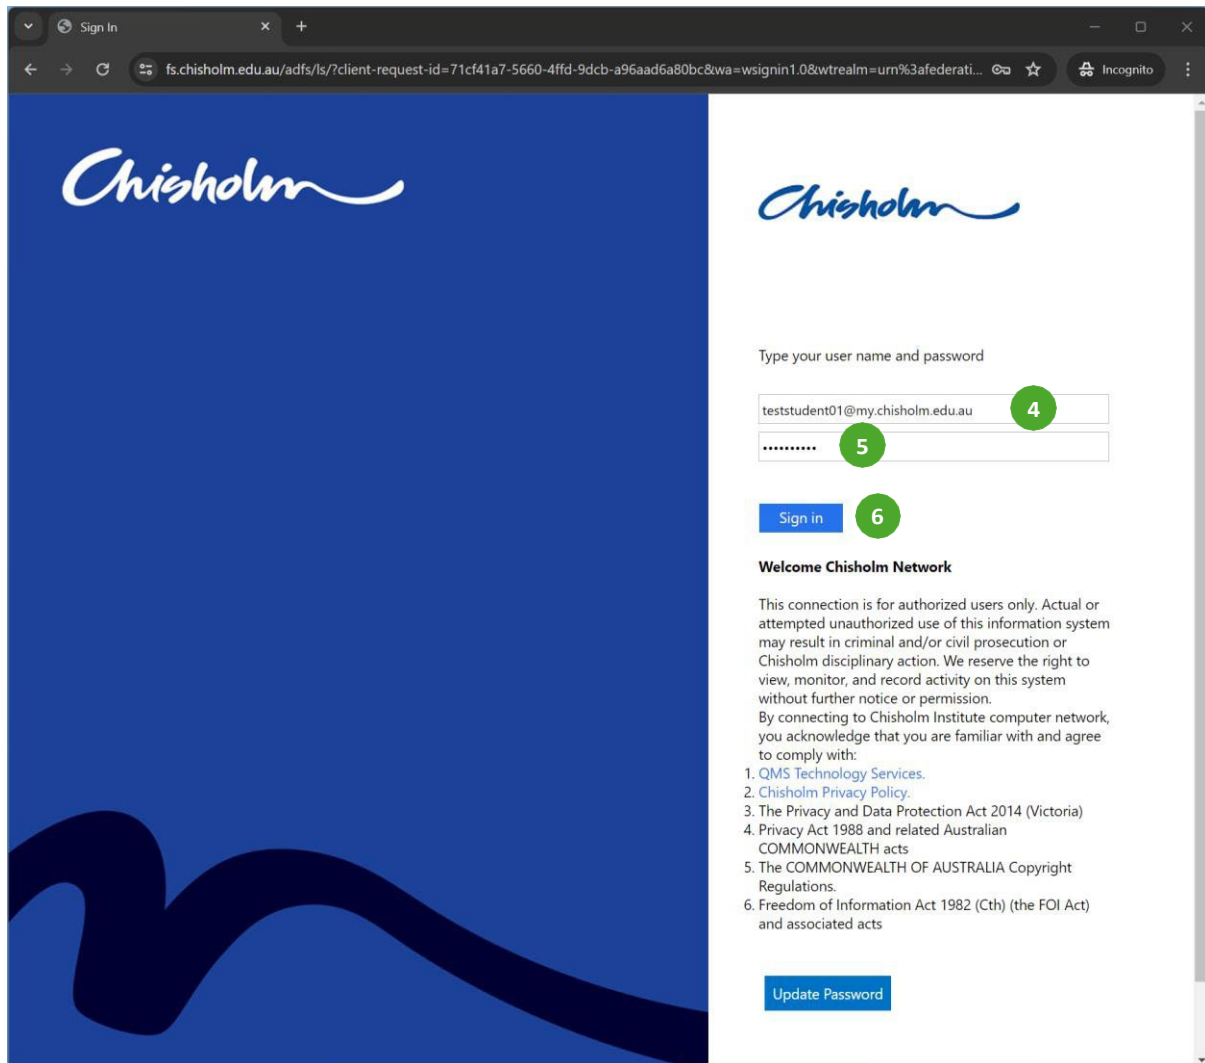 Sign In
fs.chisholm.edu.au/adfs/ls/?client-request-id=71cf41a7-5660-4ffd-9dcb-a96aad6a80bc&wa=wsignin1.0&wtrealm=urn%3afederati...
Incognito
Chisholm
Chisholm
Type your user name and password
teststudent01@my.chisholm.edu.au 4
•••••••••• 5
Sign in 6
Welcome Chisholm Network
This connection is for authorized users only. Actual or
attempted unauthorized use of this information system
may result in criminal and/or civil prosecution or
Chisholm disciplinary action. We reserve the right to
view, monitor, and record activity on this system
without further notice or permission.
By connecting to Chisholm Institute computer network,
you acknowledge that you are familiar with and agree
to comply with:
1. QMS Technology Services.
2. Chisholm Privacy Policy.
3. The Privacy and Data Protection Act 2014 (Victoria)
4. Privacy Act 1988 and related Australian
COMMONWEALTH acts
5. The COMMONWEALTH OF AUSTRALIA Copyright
Regulations.
6. Freedom of Information Act 1982 (Cth) (the FOI Act)
and associated acts
Update Password